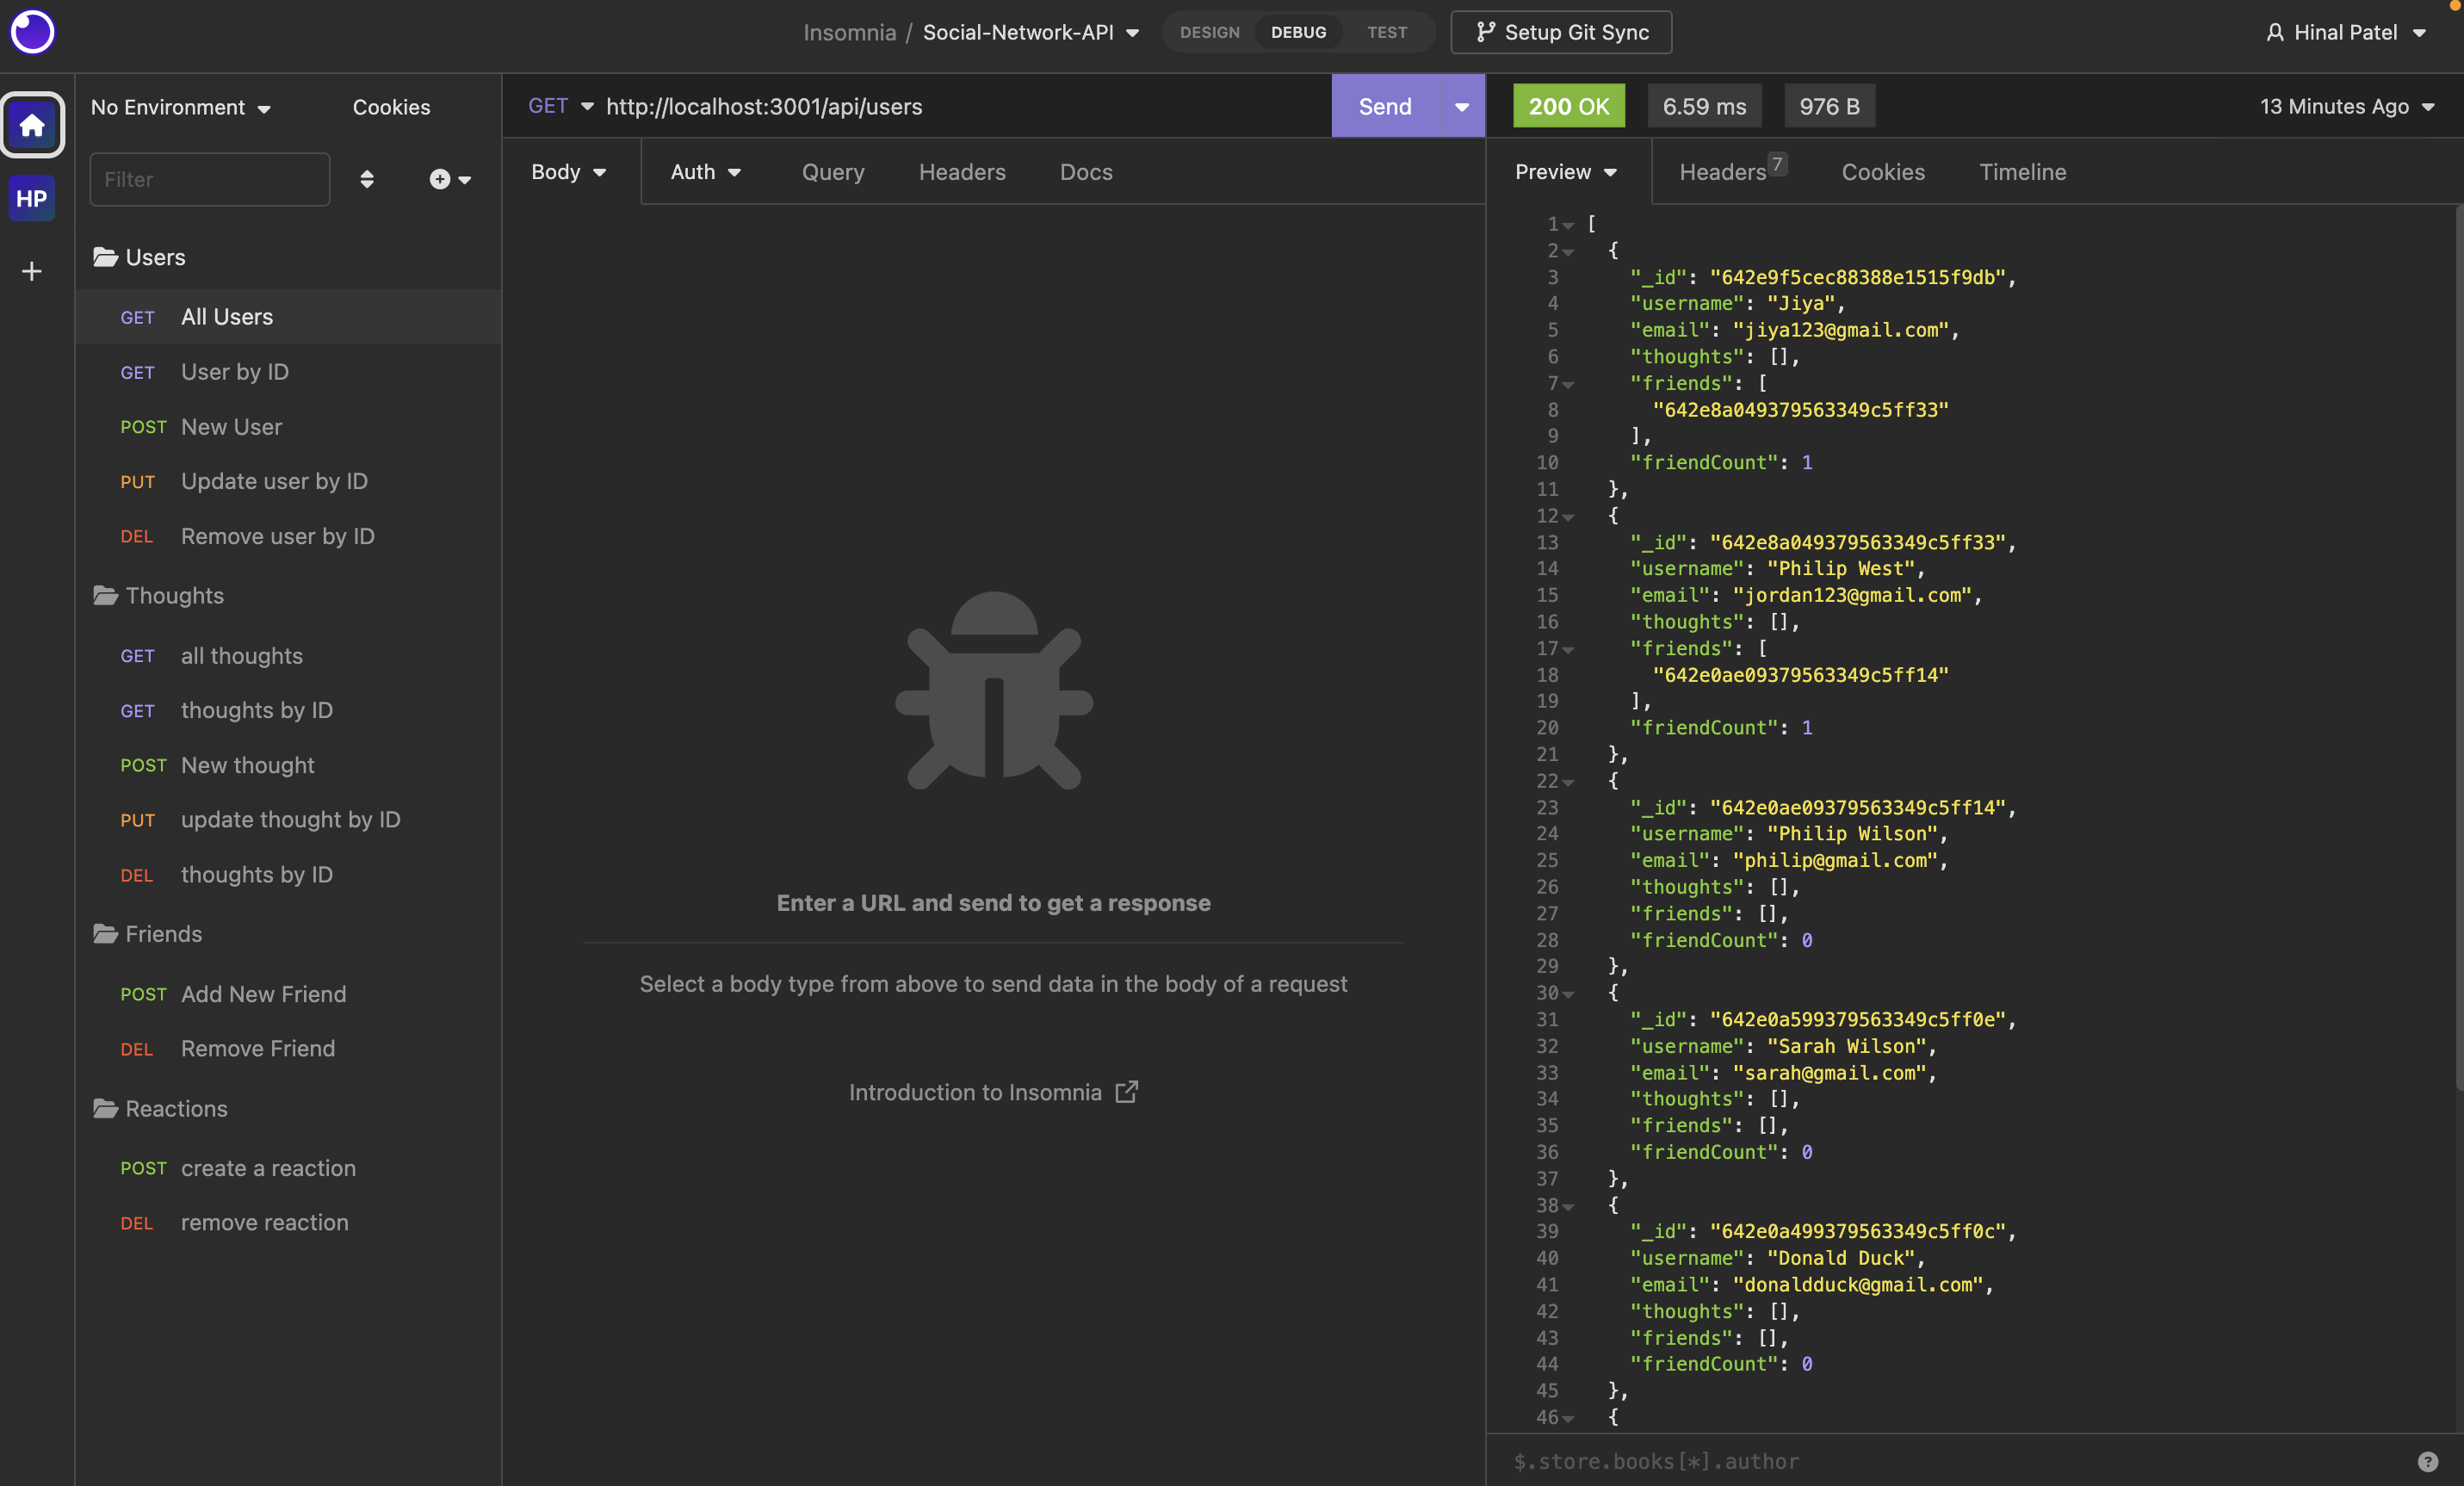 Insomnia / Social-Network-API
DESIGN DEBUG TEST
Setup Git Sync
Hinal Patel
HP
No Environment
Cookies
Filter
Users
GET All Users
GET User by ID
POST New User
PUT Update user by ID
DEL Remove user by ID
Thoughts
GET all thoughts
GET thoughts by ID
POST New thought
PUT update thought by ID
DEL thoughts by ID
Friends
POST Add New Friend
DEL Remove Friend
Reactions
POST create a reaction
DEL remove reaction
GET http://localhost:3001/api/users Send
Body Auth Query Headers Docs
Enter a URL and send to get a response
Select a body type from above to send data in the body of a request
Introduction to Insomnia
200 OK 6.59 ms 976 B 13 Minutes Ago
Preview Headers 7 Cookies Timeline
1 [
2 {
3 "_id": "642e9f5cec88388e1515f9db",
4 "username": "Jiya",
5 "email": "jiya123@gmail.com",
6 "thoughts": [],
7 "friends": [
8 "642e8a049379563349c5ff33"
9 ],
10 "friendCount": 1
11 },
12 {
13 "_id": "642e8a049379563349c5ff33",
14 "username": "Philip West",
15 "email": "jordan123@gmail.com",
16 "thoughts": [],
17 "friends": [
18 "642e0ae09379563349c5ff14"
19 ],
20 "friendCount": 1
21 },
22 {
23 "_id": "642e0ae09379563349c5ff14",
24 "username": "Philip Wilson",
25 "email": "philip@gmail.com",
26 "thoughts": [],
27 "friends": [],
28 "friendCount": 0
29 },
30 {
31 "_id": "642e0a599379563349c5ff0e",
32 "username": "Sarah Wilson",
33 "email": "sarah@gmail.com",
34 "thoughts": [],
35 "friends": [],
36 "friendCount": 0
37 },
38 {
39 "_id": "642e0a499379563349c5ff0c",
40 "username": "Donald Duck",
41 "email": "donaldduck@gmail.com",
42 "thoughts": [],
43 "friends": [],
44 "friendCount": 0
45 },
46 {
$.store.books[*].author